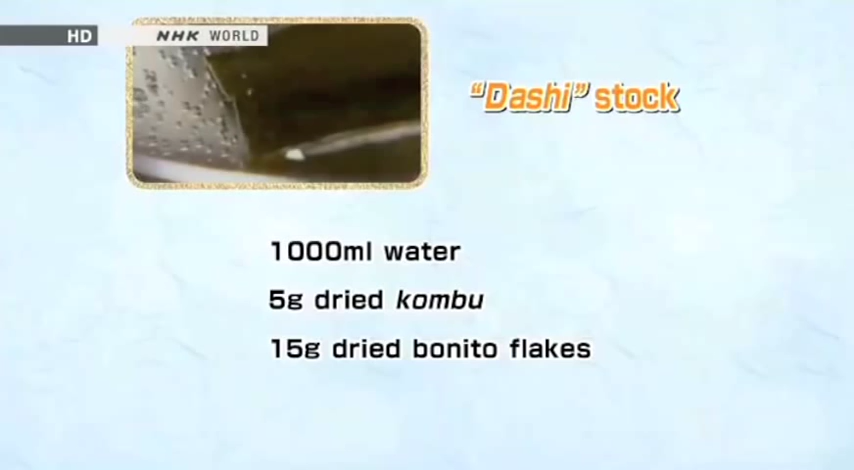 HD
NHK WORLD
"Dashi" stock
1000ml water
5g dried kombu
15g dried bonito flakes